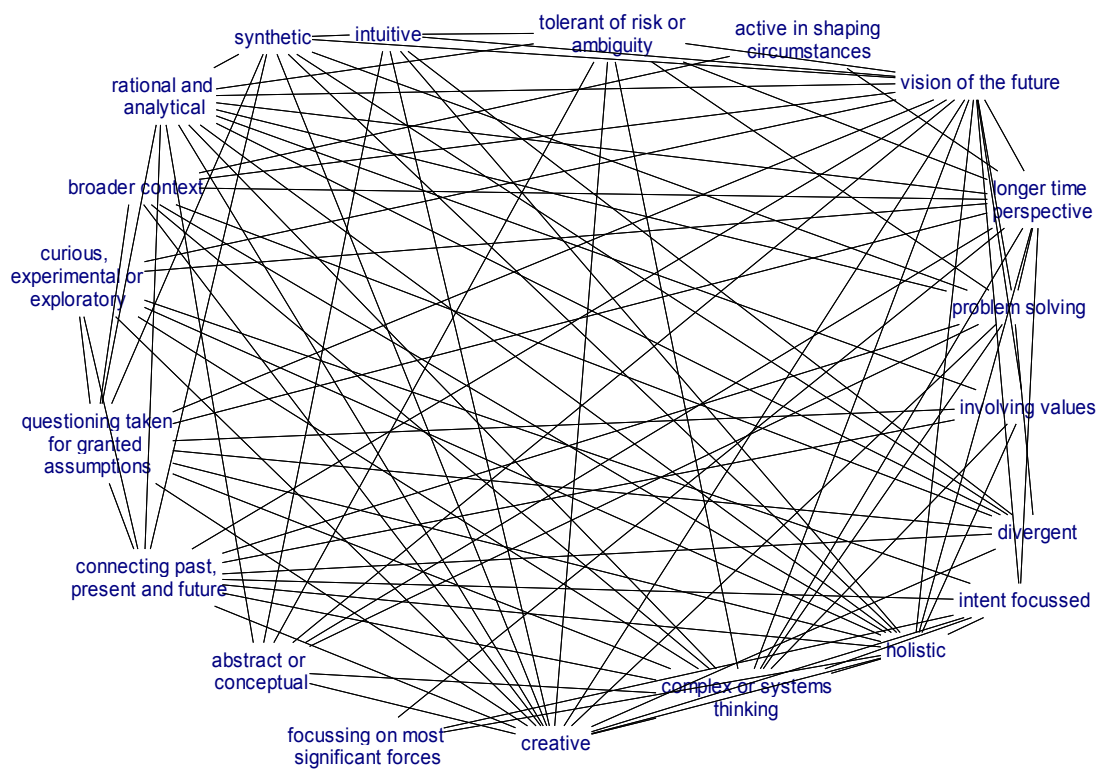 synthetic
intuitive
tolerant of risk or
ambiguity
active in shaping
circumstances
vision of the future
rational and
analytical
broader context
longer time
perspective
curious,
experimental or
exploratory
problem solving
questioning taken
for granted
assumptions
involving values
divergent
connecting past,
present and future
intent focussed
abstract or
conceptual
holistic
complex or systems
thinking
focussing on most
significant forces
creative